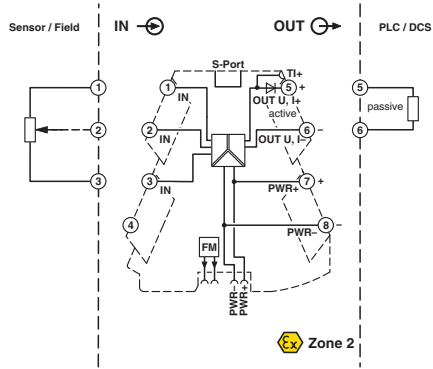 Sensor / Field
IN
OUT
PLC / DCS
S-Port
TI+
1
1
5
+
5
IN
OUT U, I+
active
passive
2
2
6
–
6
IN
OUT U, I–
3
3
7
+
IN
PWR+
4
8
–
PWR–
FM
PWR–
PWR+
Ex
Zone 2